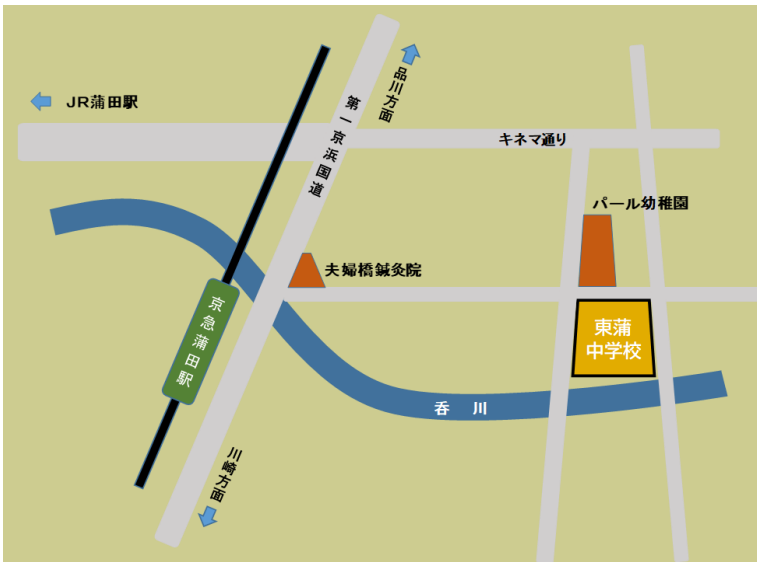 JR蒲田駅
品川方面
第一京浜国道
キネマ通り
パール幼稚園
夫婦橋鍼灸院
京急蒲田駅
東蒲
中学校
呑川
川崎方面